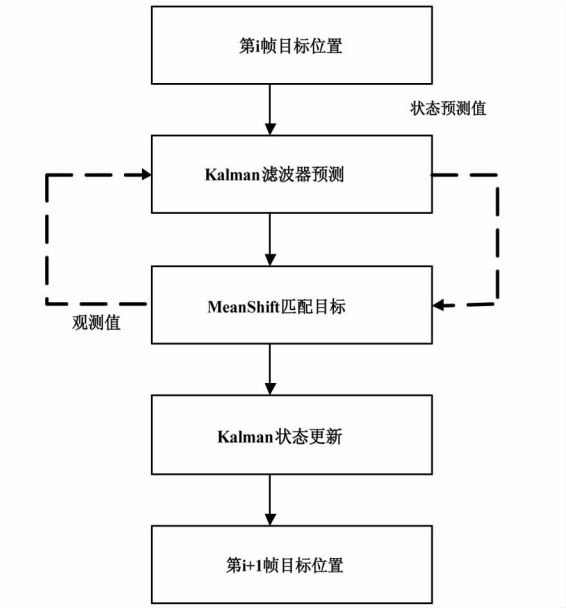 第i帧目标位置
状态预测值
Kalman滤波器预测
MeanShift匹配目标
观测值
Kalman状态更新
第i+1帧目标位置